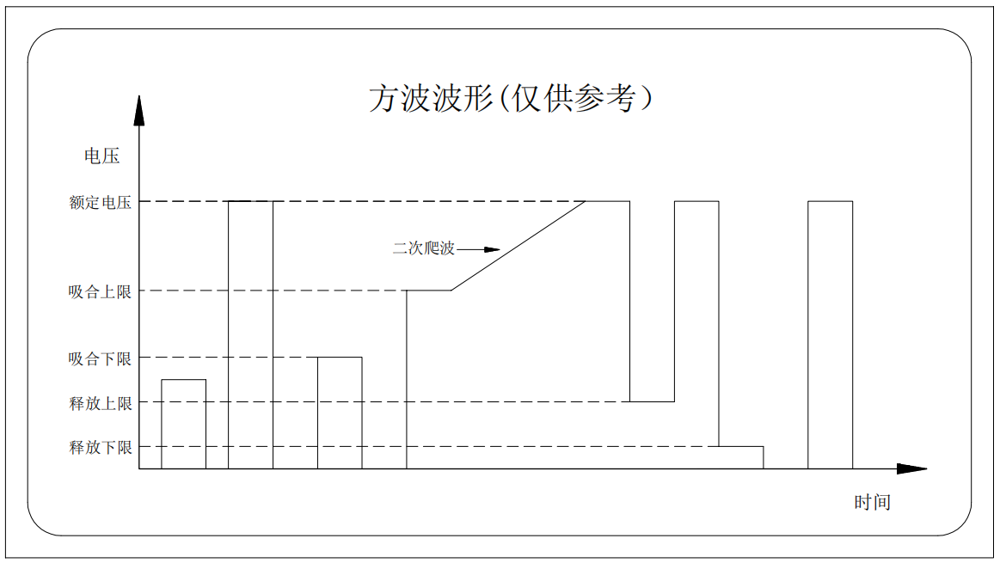 方波波形(仅供参考)
电压
额定电压
二次爬波
吸合上限
吸合下限
释放上限
释放下限
时间